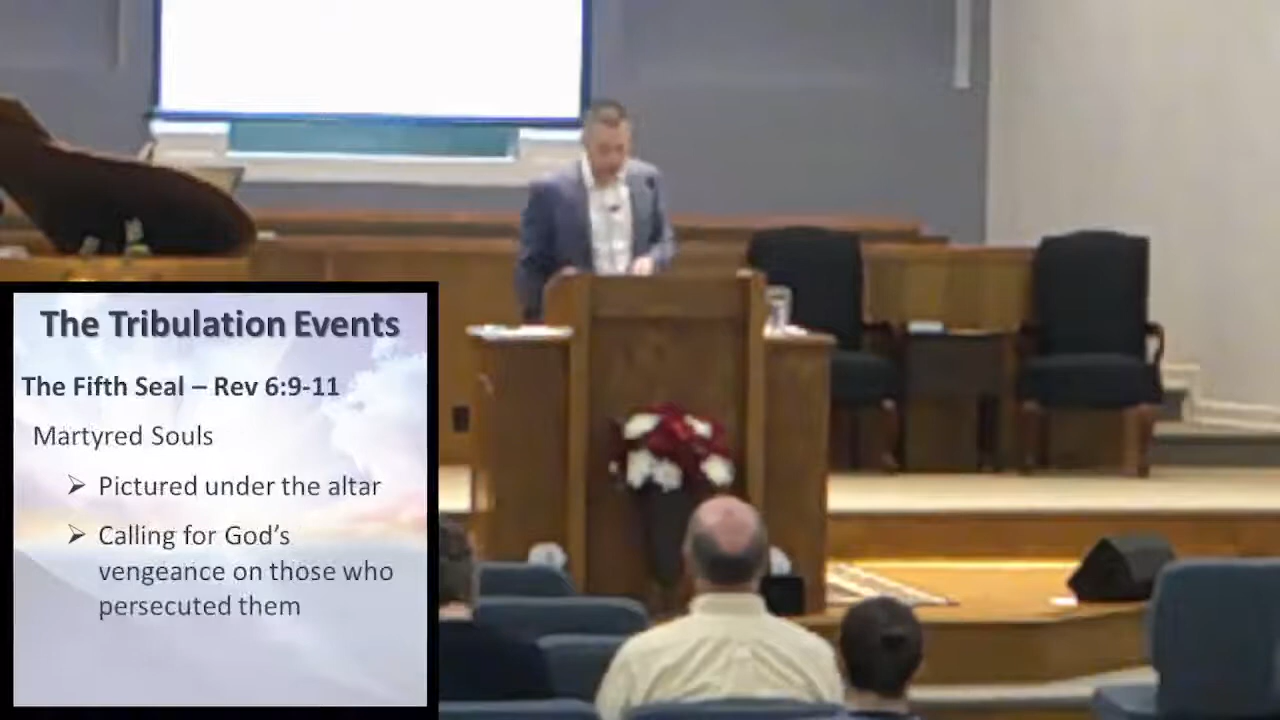 The Tribulation Events
The Fifth Seal – Rev 6:9-11
Martyred Souls
➢ Pictured under the altar
➢ Calling for God's
vengeance on those who
persecuted them